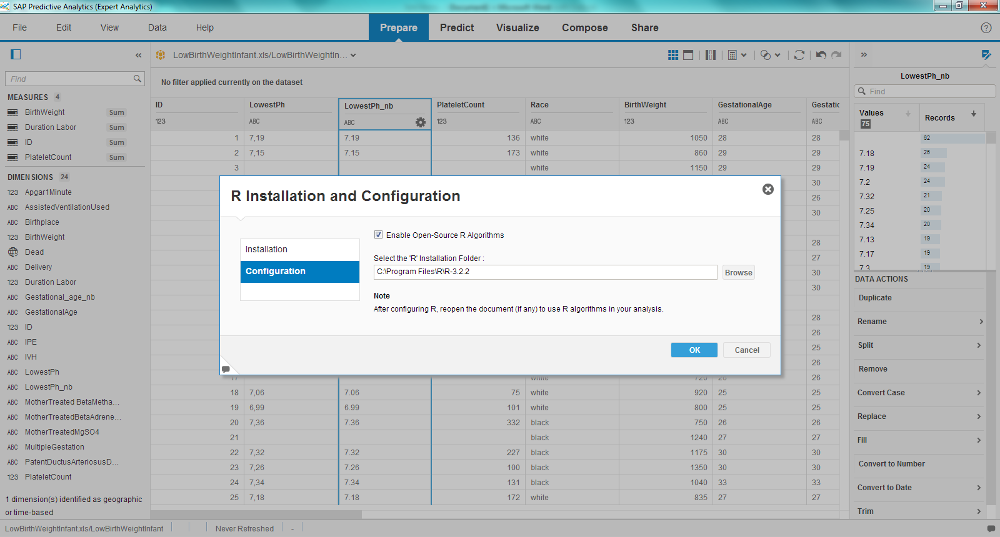 SAP Predictive Analytics (Expert Analytics)
File Edit View Data Help Prepare Predict Visualize Compose Share
LowBirthWeightInfant.xls/LowBirthWeightIn...
No filter applied currently on the dataset
Find
MEASURES 4
BirthWeight Sum
Duration Labor Sum
ID Sum
PlateletCount Sum
DIMENSIONS 24
123 Apgar1Minute
ABC AssistedVentilationUsed
ABC Birthplace
123 BirthWeight
Dead
ABC Delivery
123 Duration Labor
ABC Gestational_age_nb
ABC GestationalAge
123 ID
ABC IPE
ABC IVH
ABC LowestPh
ABC LowestPh_nb
ABC MotherTreated BetaMetha...
ABC MotherTreatedBetaAdrene...
ABC MotherTreatedMgSO4
ABC MultipleGestation
ABC PatentDuctusArteriosusD...
123 PlateletCount
1 dimension(s) identified as geographic
or time-based
ID LowestPh LowestPh_nb PlateletCount Race BirthWeight GestationalAge Gestatic
123 ABC ABC 123 ABC 123 ABC ABC
1 7,19 7.19 136 white 1050 28 28
2 7,15 7.15 173 white 860 29 29
3 white 1150 29 29
30
26
30
28
27
30
28
26
25
26
26
R Installation and Configuration
Installation
Configuration
Enable Open-Source R Algorithms
Select the 'R' Installation Folder :
C:\Program Files\R\R-3.2.2
Browse
Note
After configuring R, reopen the document (if any) to use R algorithms in your analysis.
OK Cancel
18 7,06 7.06 75 white 920 25 25
19 6,99 6.99 101 white 800 25 25
20 7,36 7.36 332 black 750 26 26
21 black 1240 27 27
22 7,32 7.32 227 black 1175 30 30
23 7,26 7.26 100 black 1350 30 30
24 7,34 7.34 131 black 1040 33 33
25 7,18 7.18 172 white 835 27 27
LowestPh_nb
Find
Values Records
75
62
7.18 26
7.19 24
7.2 24
7.32 21
7.25 20
7.34 20
7.13 19
7.17 19
7.3 19
DATA ACTIONS
Duplicate
Rename
Split
Remove
Convert Case
Replace
Fill
Convert to Number
Convert to Date
Trim
LowBirthWeightInfant.xls/LowBirthWeightInfant Never Refreshed -